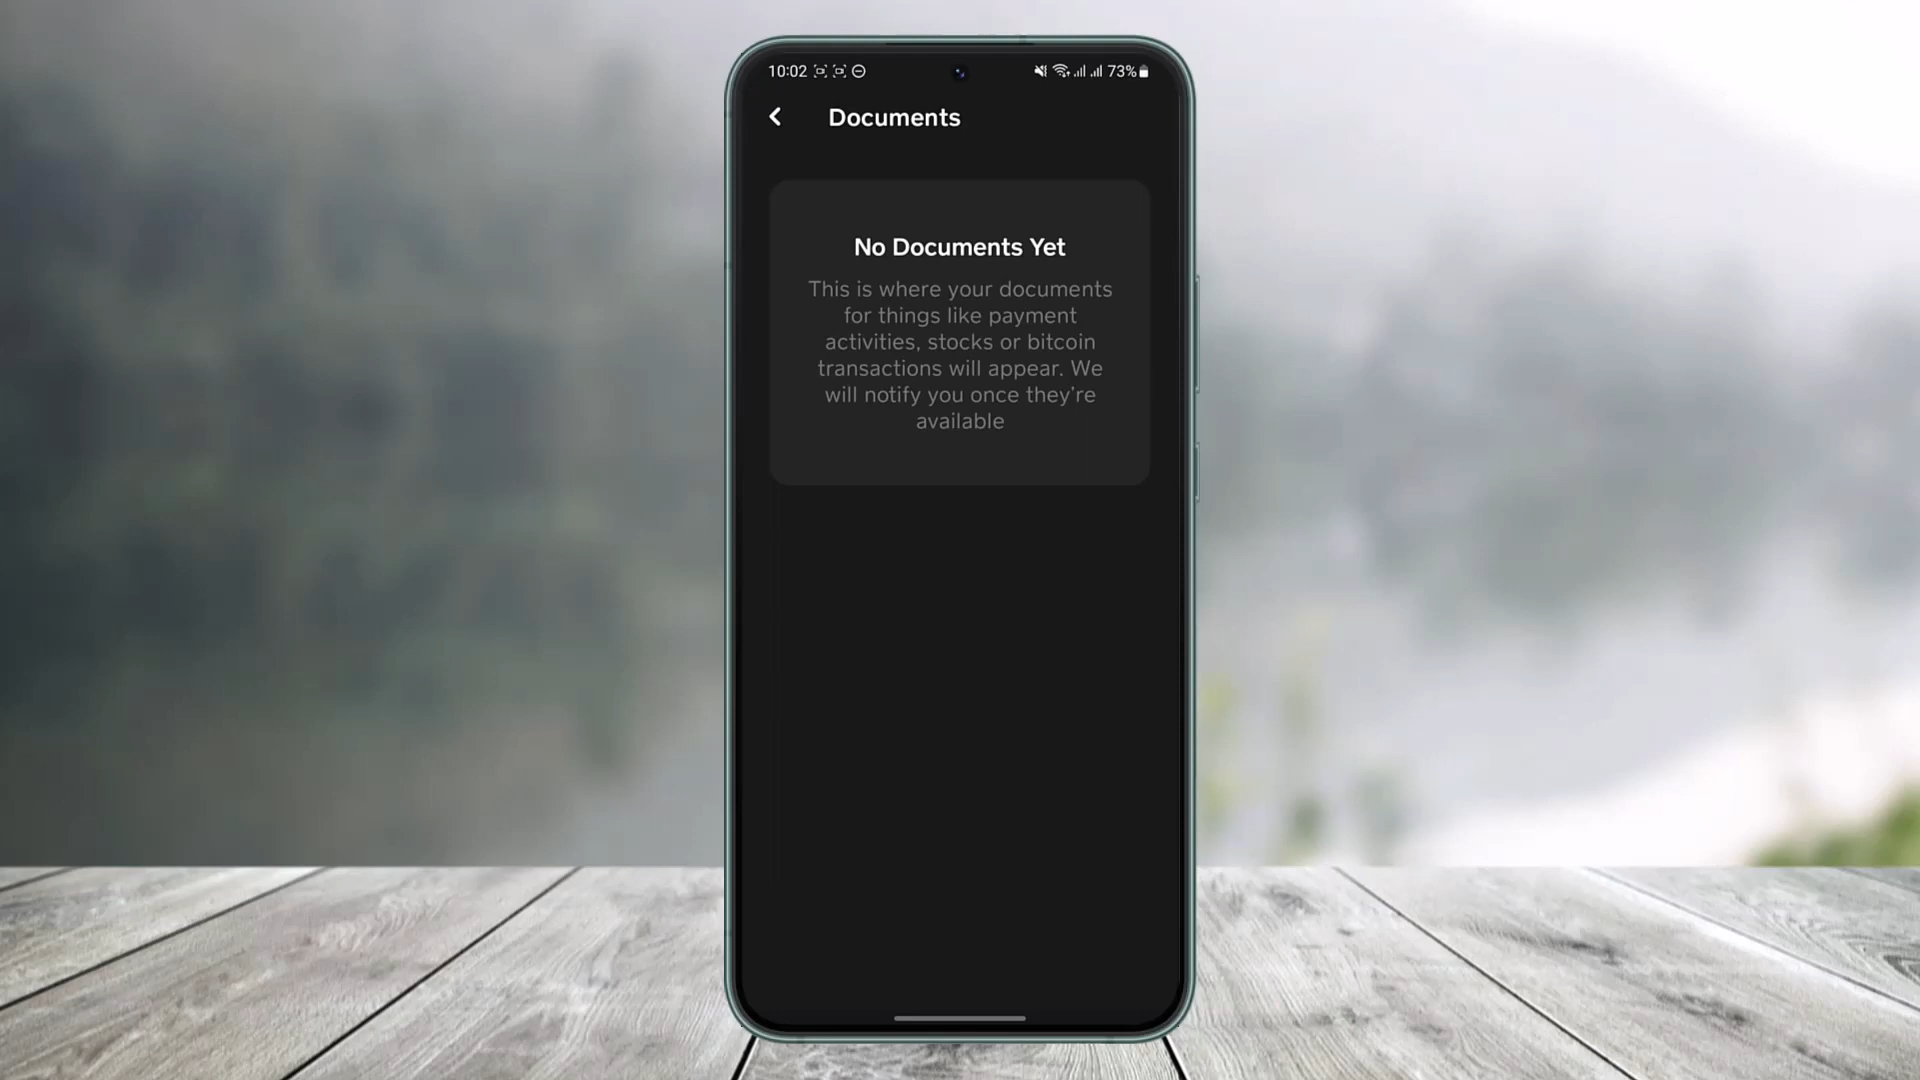 10:02
73%
Documents
No Documents Yet
This is where your documents
for things like payment
activities, stocks or bitcoin
transactions will appear. We
will notify you once they're
available